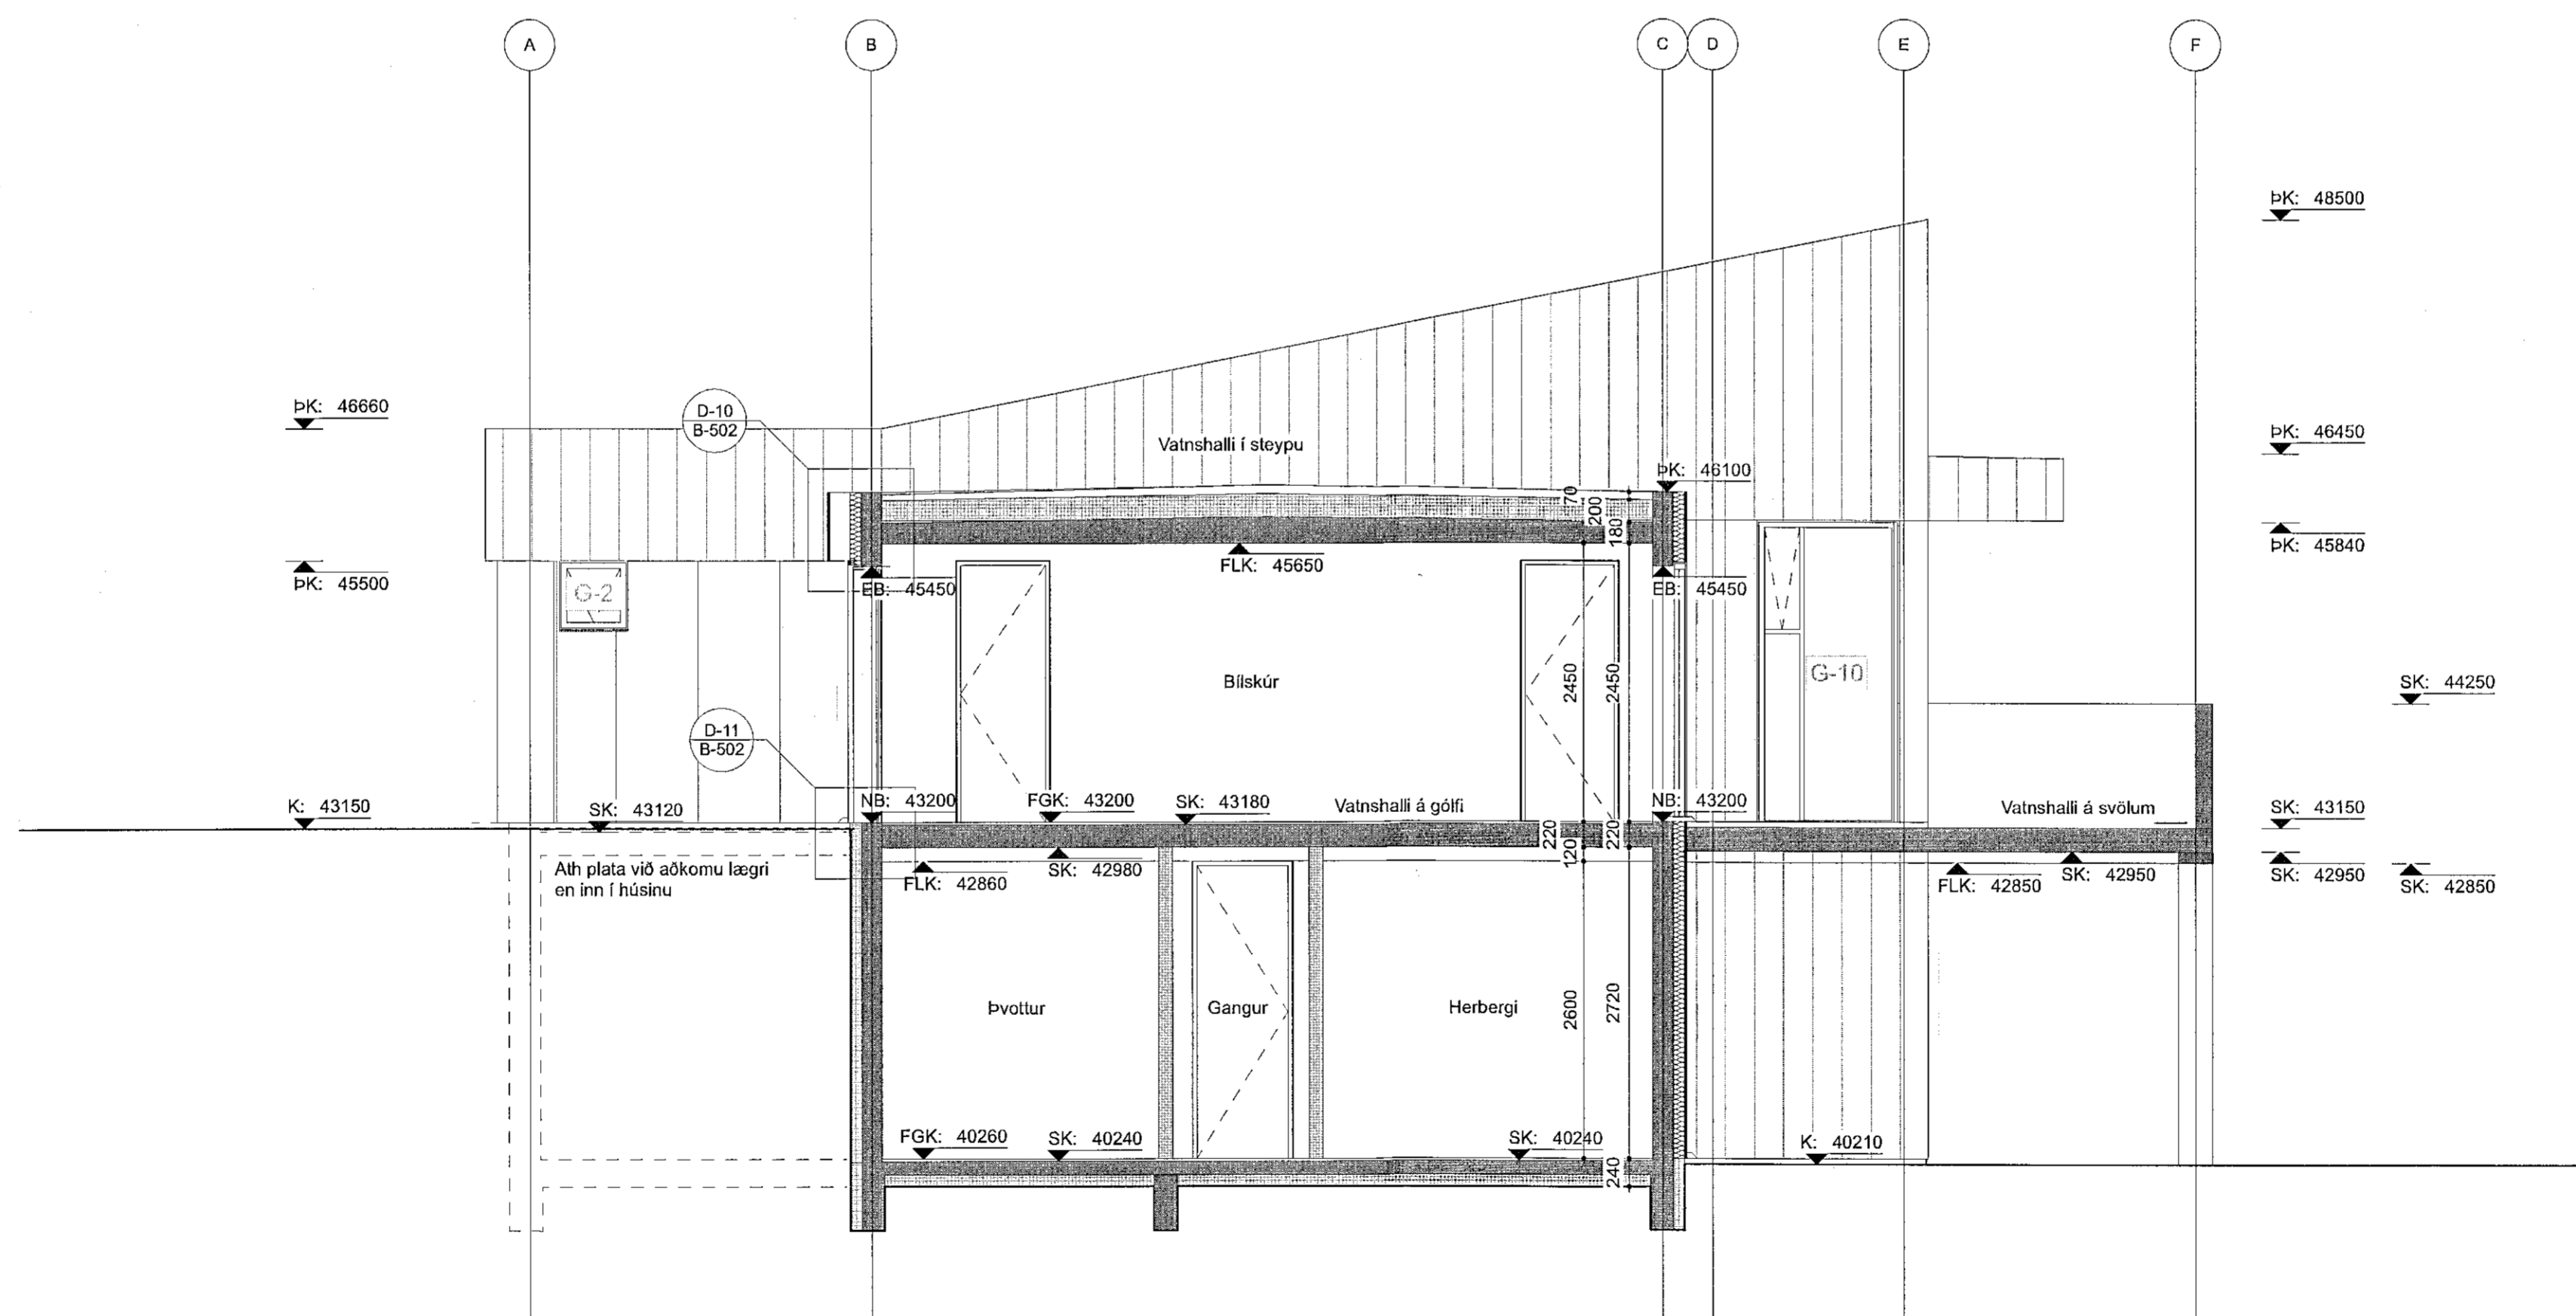 A
B
C
D
E
F
ÞK: 48500
ÞK: 46660
D-10
B-502
Vatnshalli í steypu
ÞK: 46450
ÞK: 46100
70
200
180
ÞK: 45840
FLK: 45650
ÞK: 45500
G-2
EB: 45450
EB: 45450
2450
2450
Bílskúr
G-10
SK: 44250
D-11
B-502
K: 43150
SK: 43120
NB: 43200
FGK: 43200
SK: 43180
Vatnshalli á gólfi
NB: 43200
Vatnshalli á svölum
SK: 43150
220
220
120
Ath plata við aðkomu lægri
en inn í húsinu
FLK: 42860
SK: 42980
FLK: 42850
SK: 42950
SK: 42950
SK: 42850
Þvottur
Gangur
Herbergi
2600
2720
FGK: 40260
SK: 40240
SK: 40240
K: 40210
240